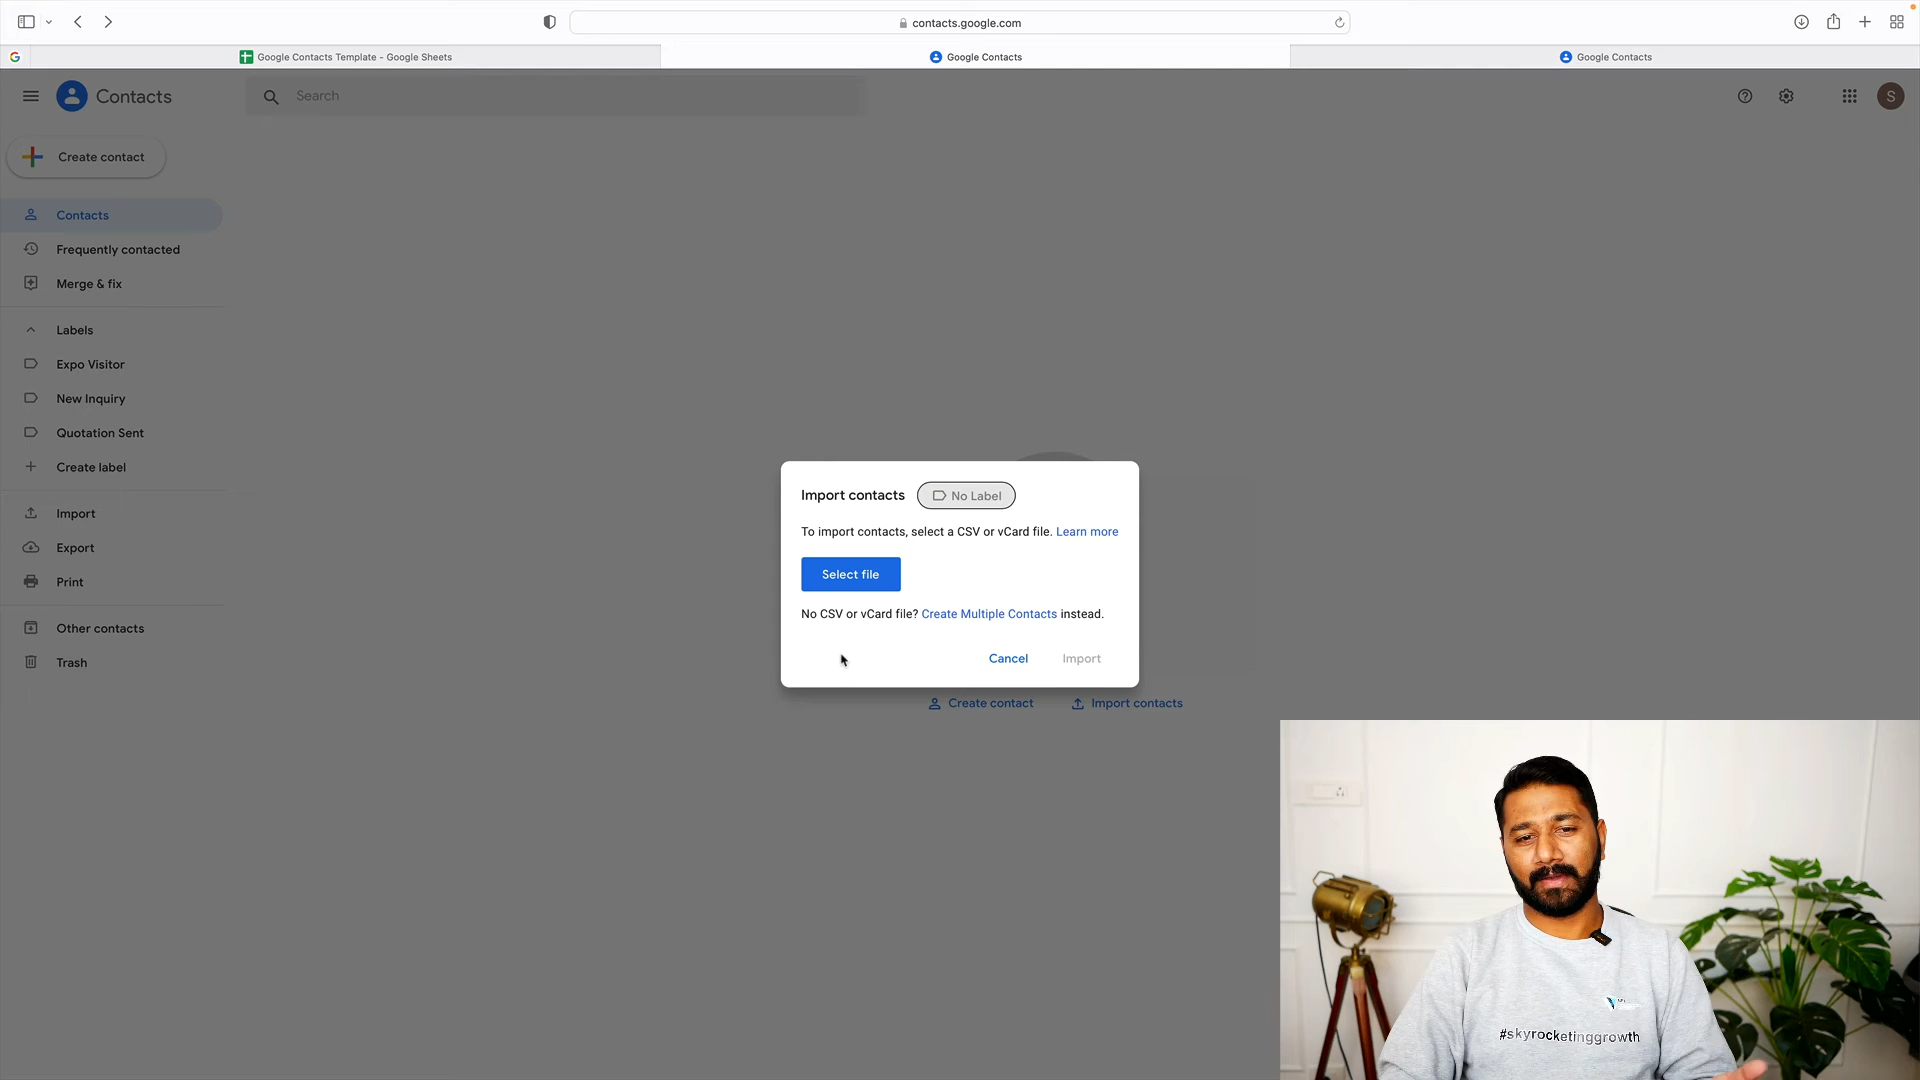 contacts.google.com
Google Contacts Template - Google Sheets
Google Contacts
Google Contacts
Contacts
Search
S
Create contact
Contacts
Frequently contacted
Merge & fix
Labels
Expo Visitor
New Inquiry
Quotation Sent
Create label
Import
Export
Print
Other contacts
Trash
Import contacts
No Label
To import contacts, select a CSV or vCard file. Learn more
Select file
No CSV or vCard file? Create Multiple Contacts instead.
Cancel
Import
Create contact
Import contacts
#skyrocketinggrowth